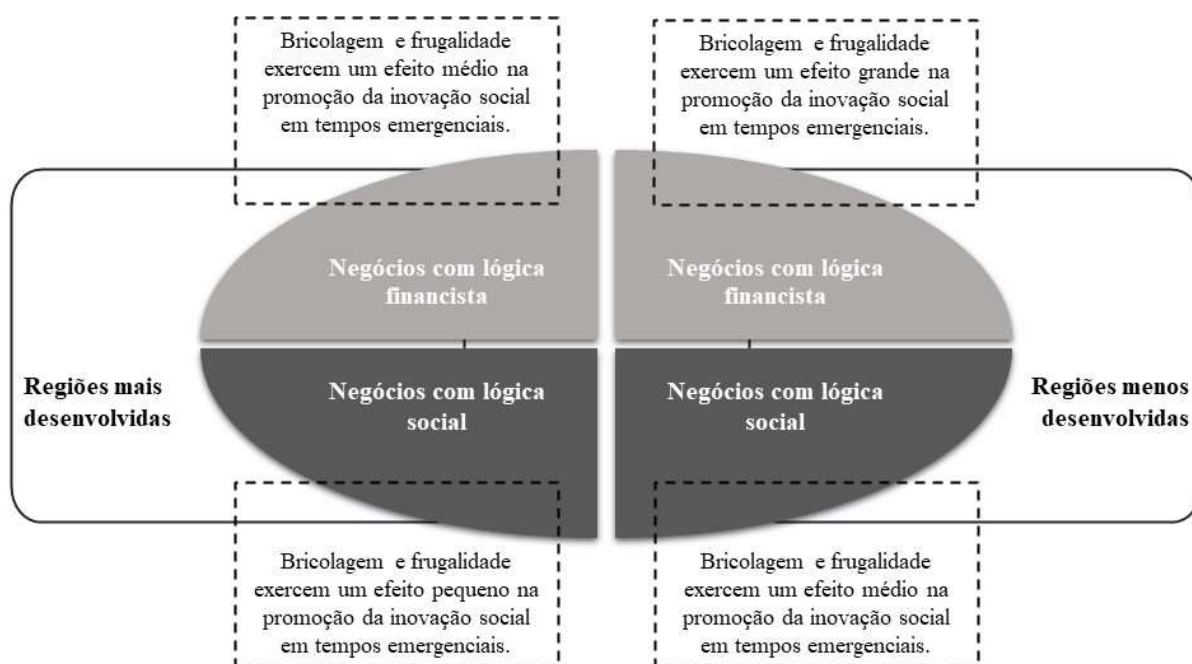 Bricolagem e frugalidade
exercem um efeito médio na
promoção da inovação social
em tempos emergenciais.
Bricolagem e frugalidade
exercem um efeito grande na
promoção da inovação social
em tempos emergenciais.
Negócios com lógica
financista
Negócios com lógica
financista
Regiões mais
desenvolvidas
Negócios com lógica
social
Negócios com lógica
social
Regiões menos
desenvolvidas
Bricolagem e frugalidade
exercem um efeito pequeno na
promoção da inovação social
em tempos emergenciais.
Bricolagem e frugalidade
exercem um efeito médio na
promoção da inovação social
em tempos emergenciais.